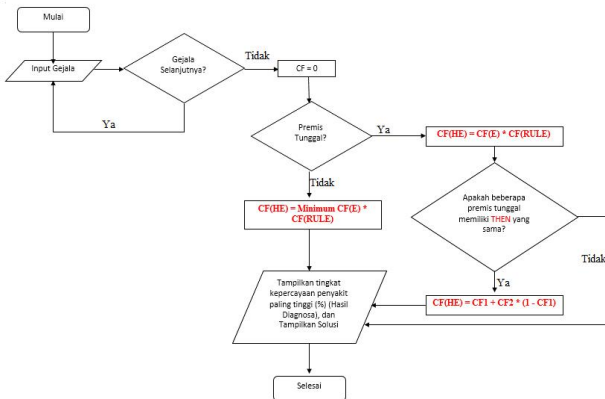 Mulai
Input Gejala
Gejala
Selanjutnya?
Tidak
CF = 0
Ya
Premis
Tunggal?
Ya
CF(HE) = CF(E) * CF(RULE)
Tidak
CF(HE) = Minimum CF(E) *
CF(RULE)
Apakah beberapa
premis tunggal
memiliki THEN yang
sama?
Tidak
Ya
CF(HE) = CF1 + CF2 * (1 - CF1)
Tampilkan tingkat
kepercayaan penyakit
paling tinggi (%) (Hasil
Diagnosa), dan
Tampilkan Solusi
Selesai